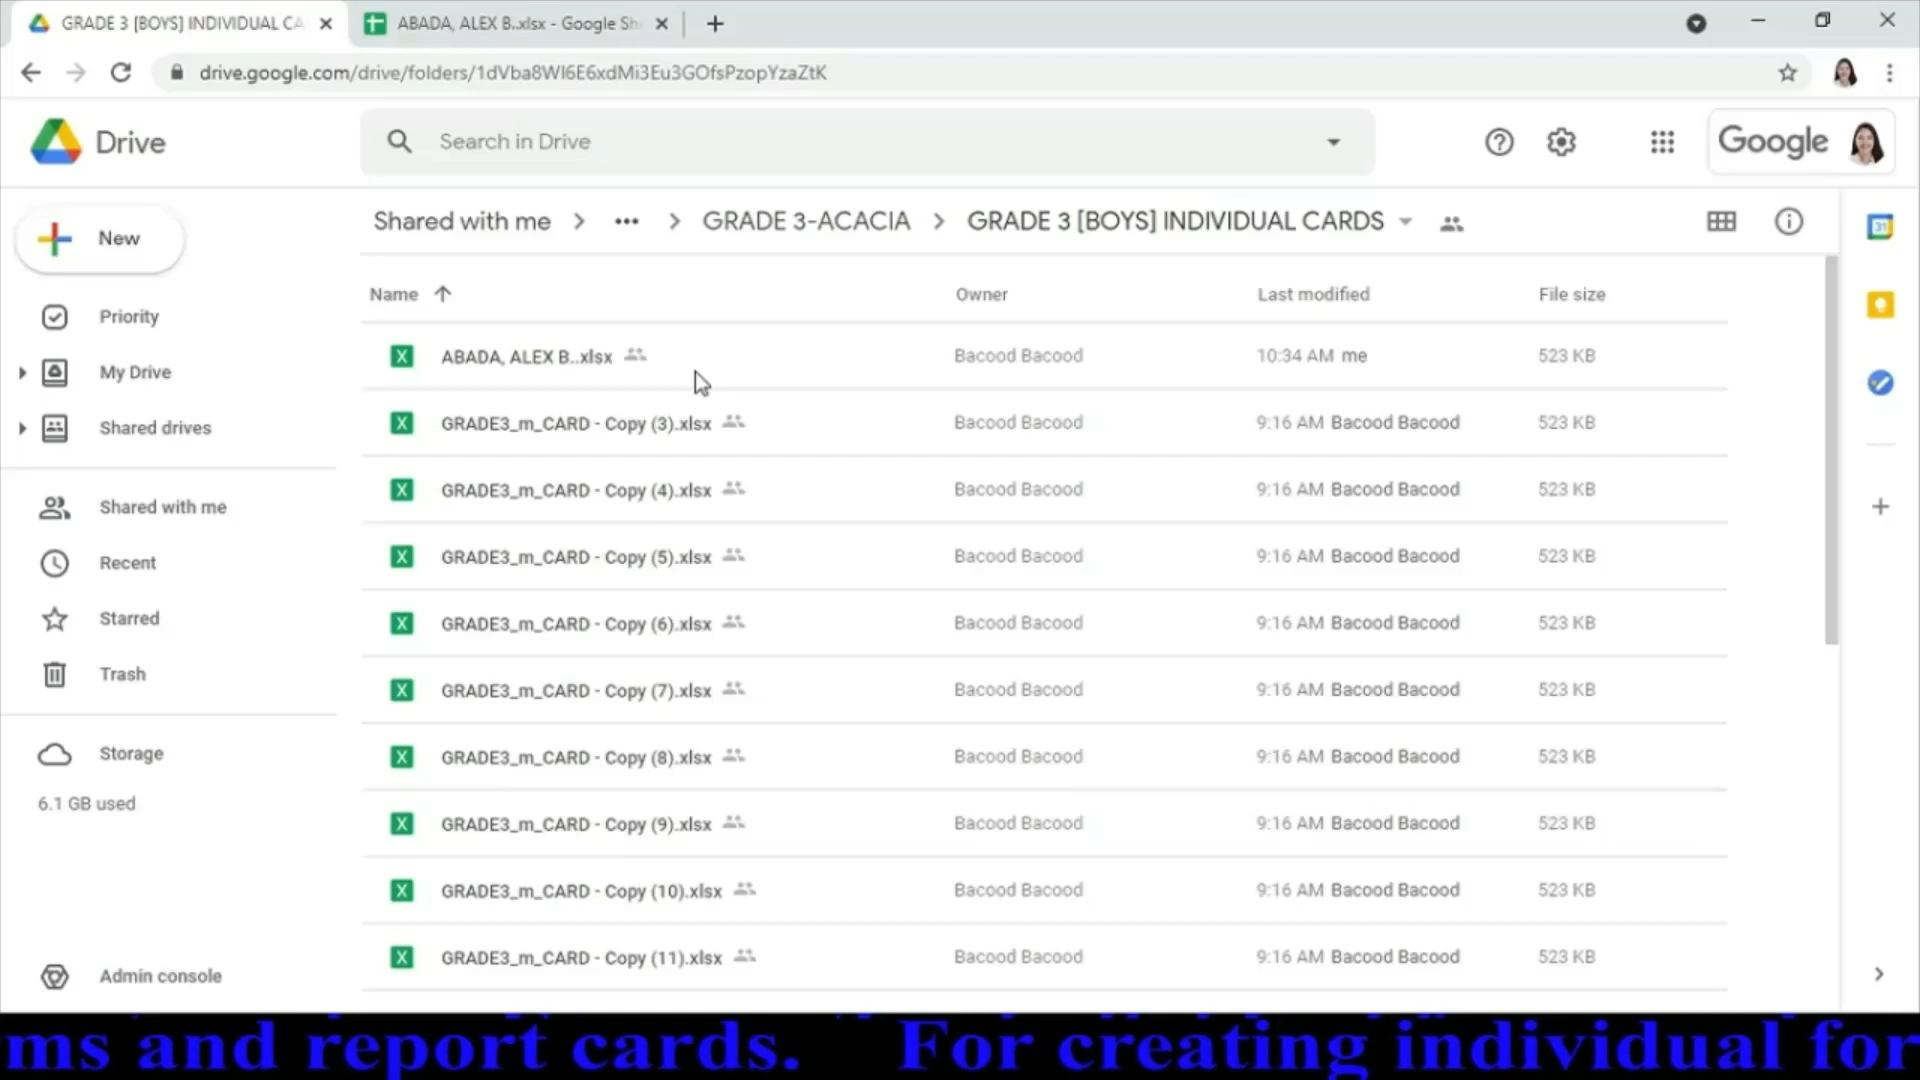 GRADE 3 [BOYS] INDIVIDUAL CA
ABADA, ALEX B..xlsx - Google Sh
drive.google.com/drive/folders/1dVba8WI6E6xdMi3Eu3GOfsPzopYzaZtK
Drive
Search in Drive
Google
New
Shared with me > ••• > GRADE 3-ACACIA > GRADE 3 [BOYS] INDIVIDUAL CARDS
31
Name Owner Last modified File size
Priority
My Drive
Shared drives
Shared with me
Recent
Starred
Trash
Storage
6.1 GB used
Admin console
ABADA, ALEX B..xlsx Bacood Bacood 10:34 AM me 523 KB
GRADE3_m_CARD - Copy (3).xlsx Bacood Bacood 9:16 AM Bacood Bacood 523 KB
GRADE3_m_CARD - Copy (4).xlsx Bacood Bacood 9:16 AM Bacood Bacood 523 KB
GRADE3_m_CARD - Copy (5).xlsx Bacood Bacood 9:16 AM Bacood Bacood 523 KB
GRADE3_m_CARD - Copy (6).xlsx Bacood Bacood 9:16 AM Bacood Bacood 523 KB
GRADE3_m_CARD - Copy (7).xlsx Bacood Bacood 9:16 AM Bacood Bacood 523 KB
GRADE3_m_CARD - Copy (8).xlsx Bacood Bacood 9:16 AM Bacood Bacood 523 KB
GRADE3_m_CARD - Copy (9).xlsx Bacood Bacood 9:16 AM Bacood Bacood 523 KB
GRADE3_m_CARD - Copy (10).xlsx Bacood Bacood 9:16 AM Bacood Bacood 523 KB
GRADE3_m_CARD - Copy (11).xlsx Bacood Bacood 9:16 AM Bacood Bacood 523 KB
ms and report cards. For creating individual for